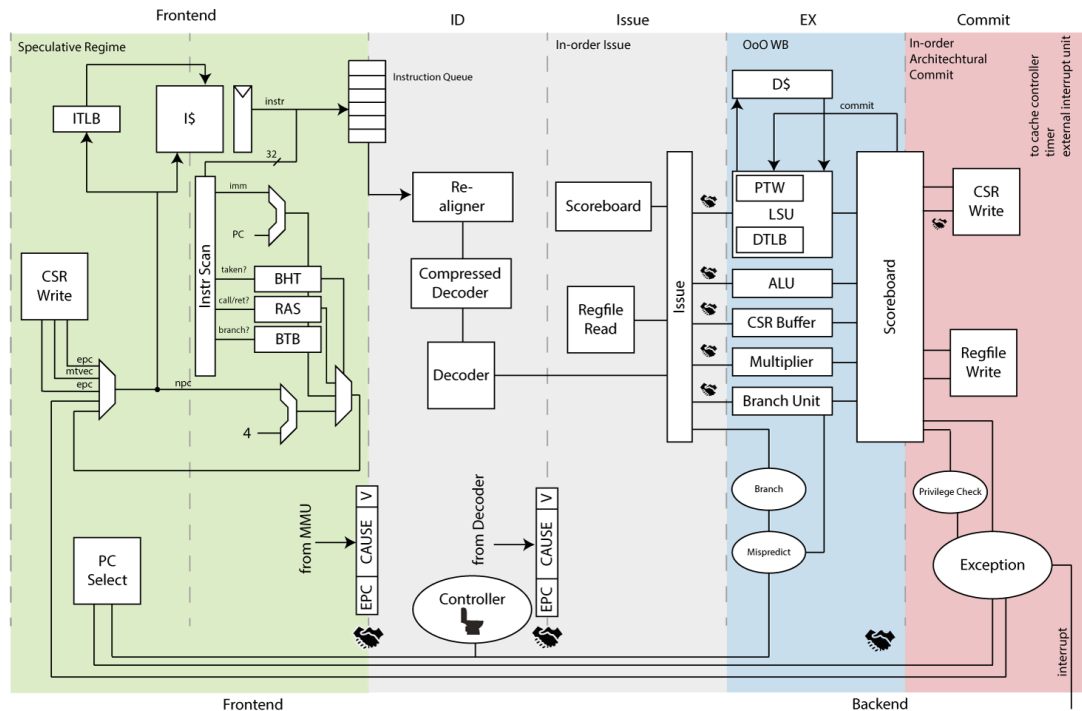 Frontend
ID
Issue
EX
Commit
Speculative Regime
In-order Issue
OoO WB
In-order
Architechtural
Commit
to cache controller
timer
external interrupt unit
Instruction Queue
ITLB
I$
instr
32
D$
commit
PTW
LSU
DTLB
Re-
aligner
Scoreboard
CSR
Write
imm
PC
Instr Scan
CSR
Write
taken?
BHT
call/ret?
RAS
branch?
BTB
Compressed
Decoder
Regfile
Read
Issue
ALU
CSR Buffer
Multiplier
Branch Unit
Scoreboard
Regfile
Write
epc
mtvec
epc
npc
4
Decoder
from MMU
EPC
CAUSE
V
from Decoder
EPC
CAUSE
V
Branch
Mispredict
Privilege Check
Exception
PC
Select
Controller
interrupt
Frontend
Backend